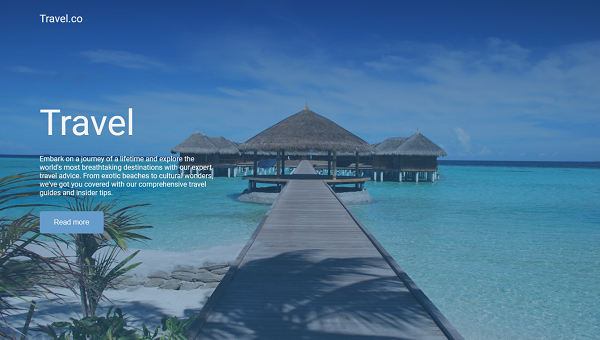 Travel.co
Travel
Embark on a journey of a lifetime and explore the
world's most breathtaking destinations with our expert
travel advice. From exotic beaches to cultural wonders,
we've got you covered with our comprehensive travel
guides and insider tips.
Read more